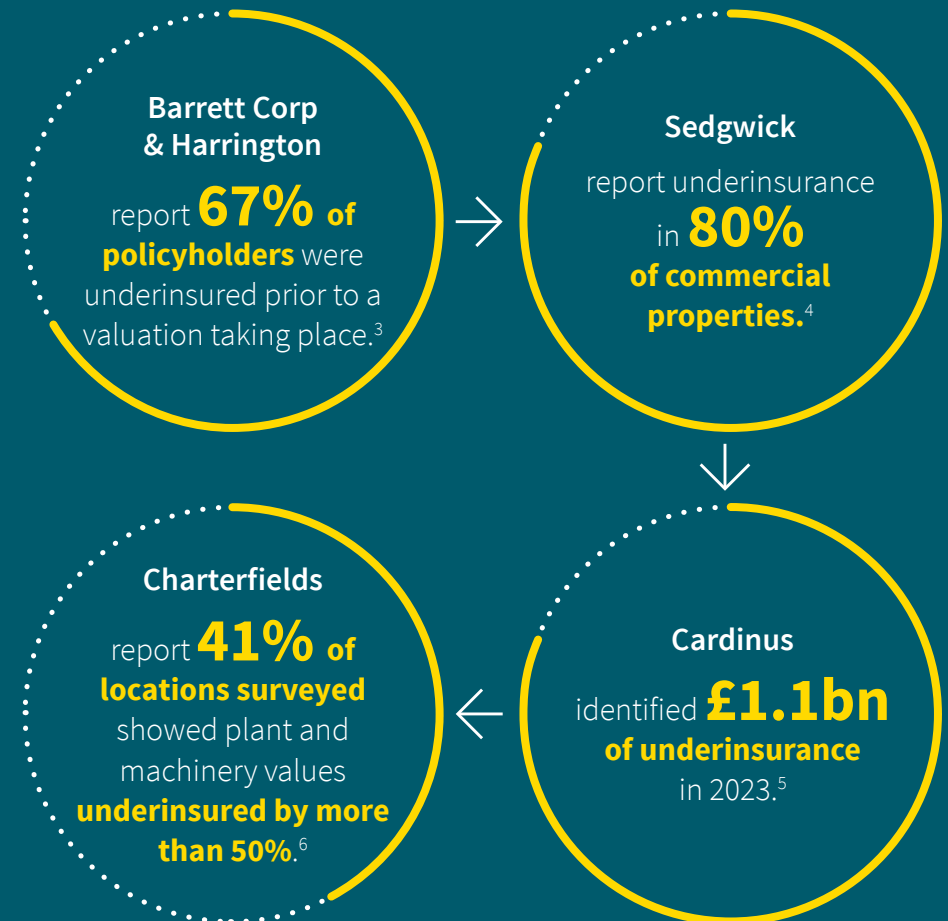 Barrett Corp
& Harrington
report 67% of
policyholders were
underinsured prior to a
valuation taking place.3
Sedgwick
report underinsurance
in 80%
of commercial
properties.4
Cardinus
identified £1.1bn
of underinsurance
in 2023.5
Charterfields
report 41% of
locations surveyed
showed plant and
machinery values
underinsured by more
than 50%.6